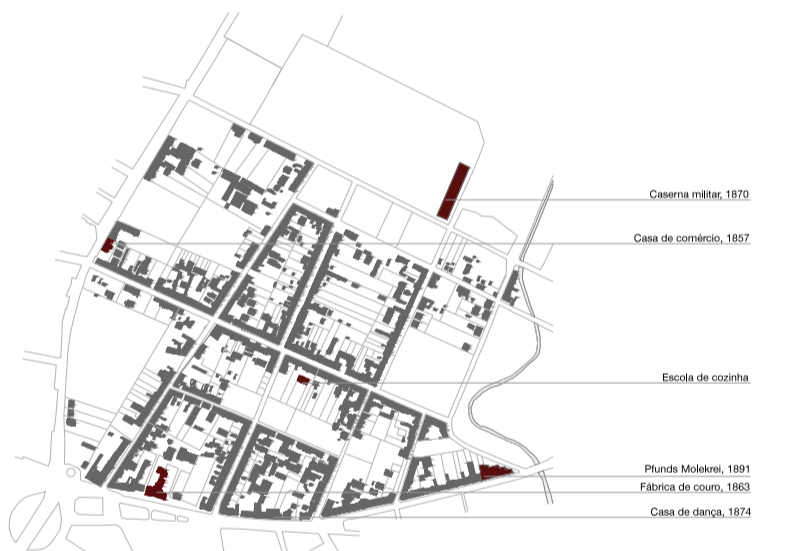 Caserna militar, 1870
Casa de comércio, 1857
Escola de cozinha
Pfunds Molekrei, 1891
Fábrica de couro, 1863
Casa de dança, 1874